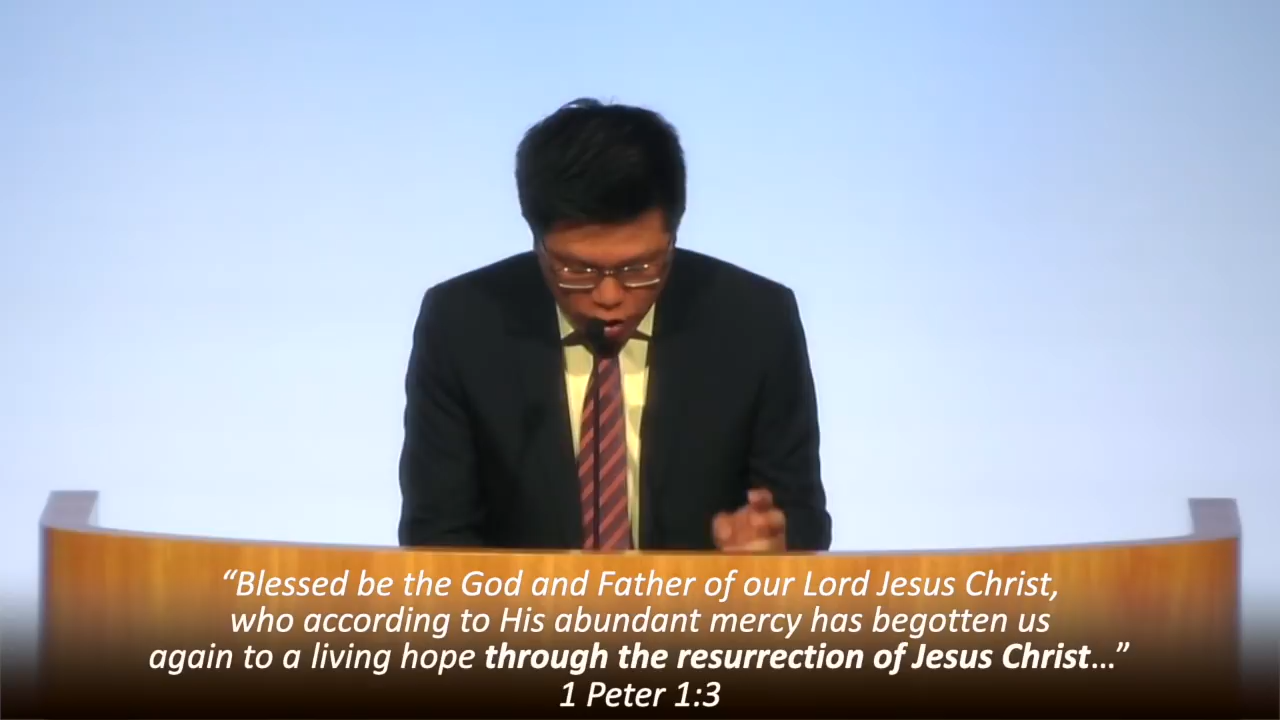 “Blessed be the God and Father of our Lord Jesus Christ,
who according to His abundant mercy has begotten us
again to a living hope through the resurrection of Jesus Christ…”
1 Peter 1:3